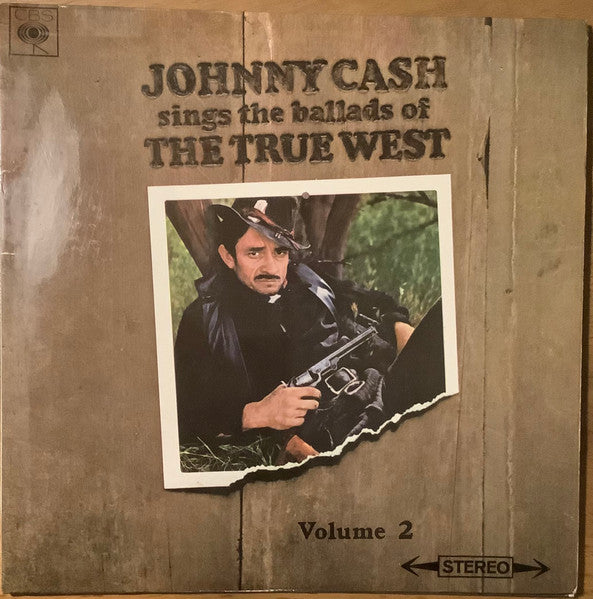 CBS
JOHNNY CASH
sings the ballads of
THE TRUE WEST
Volume 2
STEREO